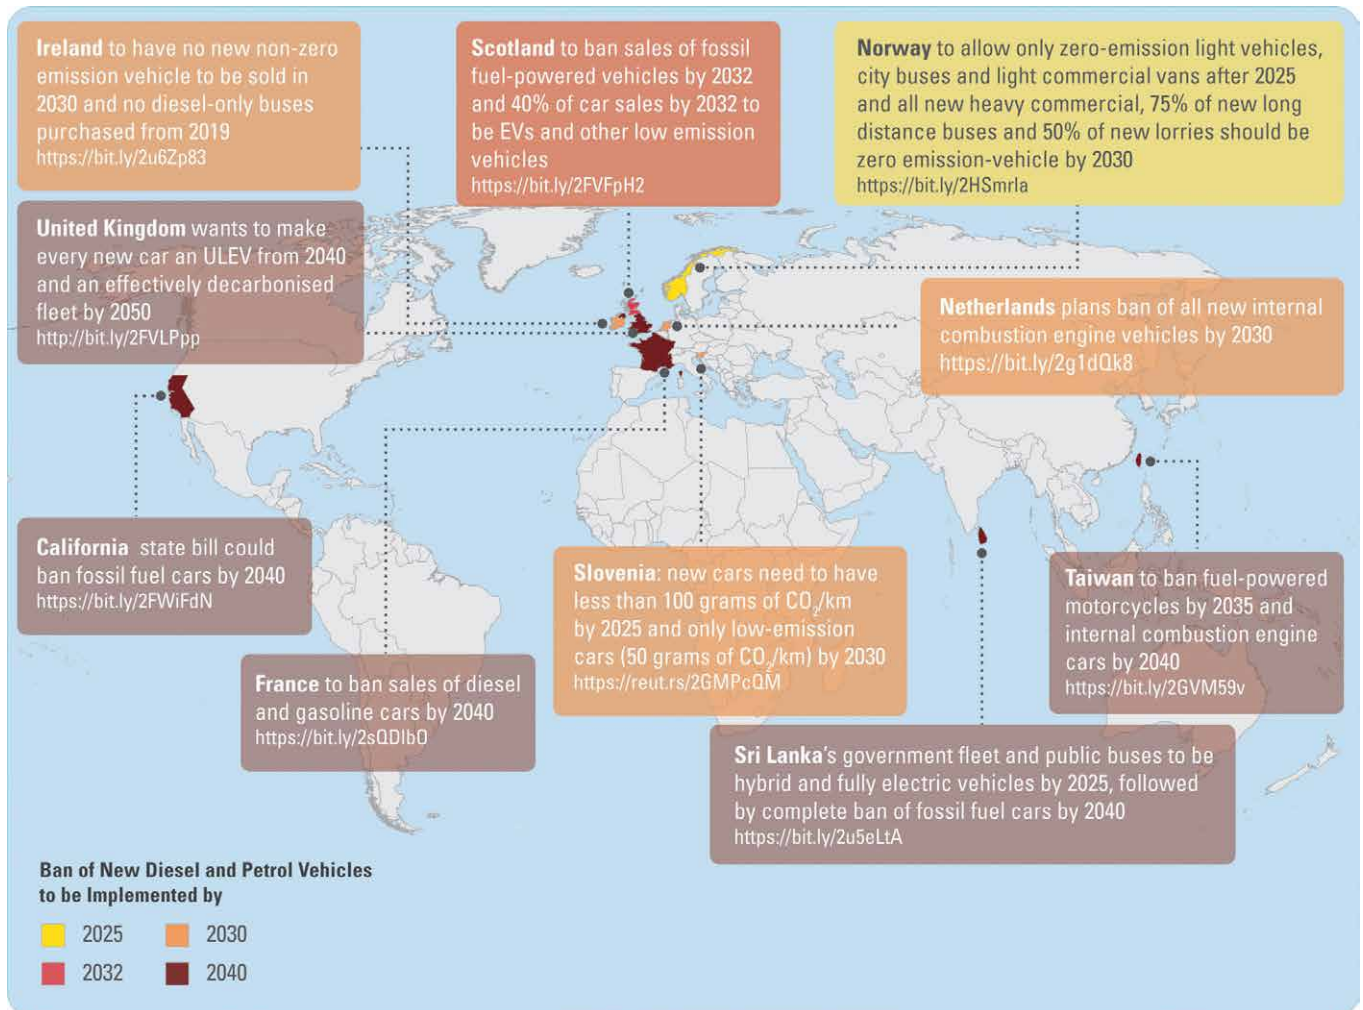 Ireland to have no new non-zero
emission vehicle to be sold in
2030 and no diesel-only buses
purchased from 2019
https://bit.ly/2u6Zp83
Scotland to ban sales of fossil
fuel-powered vehicles by 2032
and 40% of car sales by 2032 to
be EVs and other low emission
vehicles
https://bit.ly/2FVFpH2
Norway to allow only zero-emission light vehicles,
city buses and light commercial vans after 2025
and all new heavy commercial, 75% of new long
distance buses and 50% of new lorries should be
zero emission-vehicle by 2030
https://bit.ly/2HSmrIa
United Kingdom wants to make
every new car an ULEV from 2040
and an effectively decarbonised
fleet by 2050
http://bit.ly/2FVLPpp
Netherlands plans ban of all new internal
combustion engine vehicles by 2030
https://bit.ly/2g1dQk8
California state bill could
ban fossil fuel cars by 2040
https://bit.ly/2FWiFdN
Slovenia: new cars need to have
less than 100 grams of CO₂/km
by 2025 and only low-emission
cars (50 grams of CO₂/km) by 2030
https://reut.rs/2GMPcQM
Taiwan to ban fuel-powered
motorcycles by 2035 and
internal combustion engine
cars by 2040
https://bit.ly/2GVM59v
France to ban sales of diesel
and gasoline cars by 2040
https://bit.ly/2sQDIbO
Sri Lanka's government fleet and public buses to be
hybrid and fully electric vehicles by 2025, followed
by complete ban of fossil fuel cars by 2040
https://bit.ly/2u5eLtA
Ban of New Diesel and Petrol Vehicles
to be Implemented by
2025
2030
2032
2040